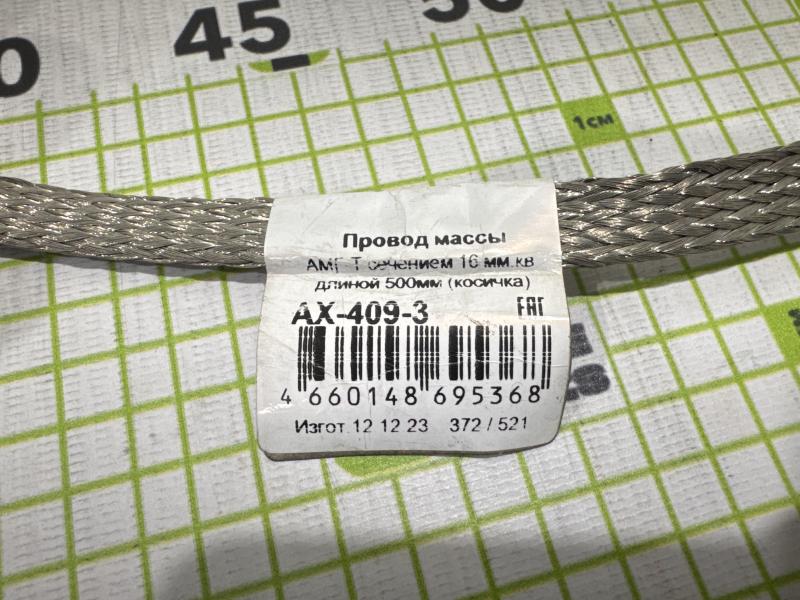 45
1см
Провод массы
АМГ Т сечением 16 мм.кв
длиной 500мм (косичка)
АХ-409-3 EAC
4 660148 695368
Изгот. 12 12 23 372 / 521